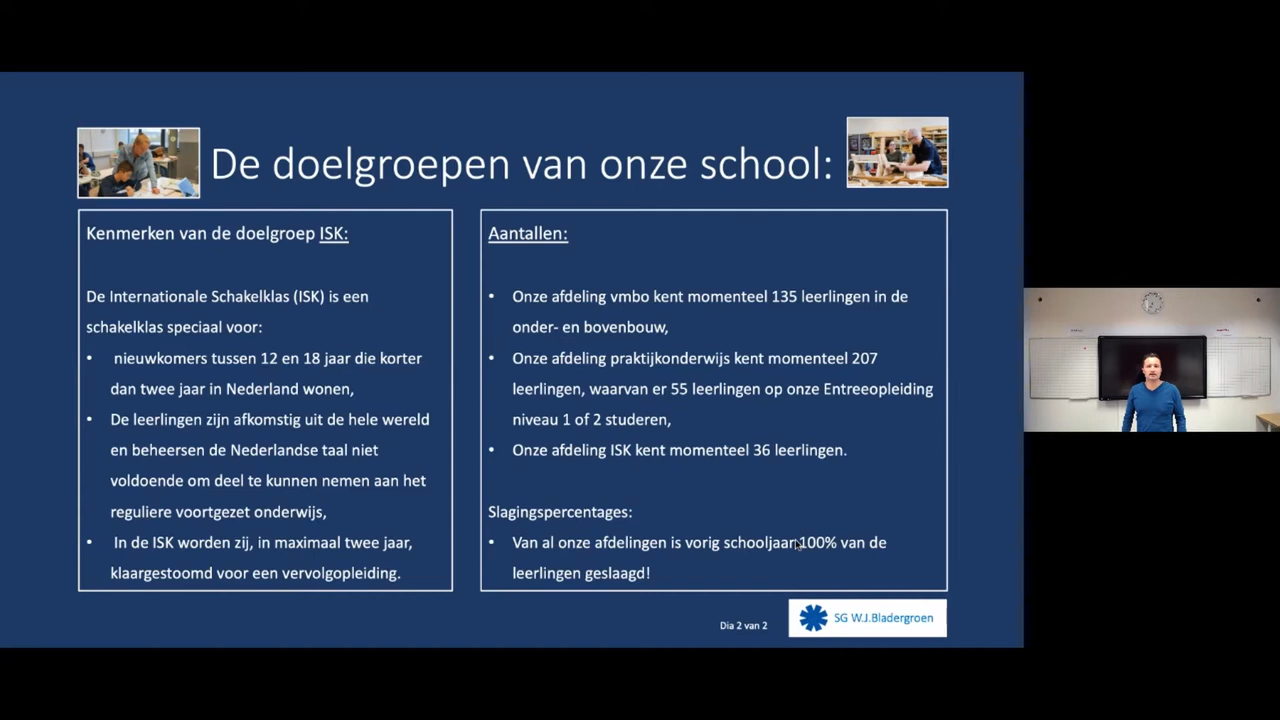 De doelgroepen van onze school:
Kenmerken van de doelgroep ISK:
De Internationale Schakelklas (ISK) is een
schakelklas speciaal voor:
• nieuwkomers tussen 12 en 18 jaar die korter
dan twee jaar in Nederland wonen,
• De leerlingen zijn afkomstig uit de hele wereld
en beheersen de Nederlandse taal niet
voldoende om deel te kunnen nemen aan het
reguliere voortgezet onderwijs,
• In de ISK worden zij, in maximaal twee jaar,
klaargestoomd voor een vervolgopleiding.
Aantallen:
• Onze afdeling vmbo kent momenteel 135 leerlingen in de
onder- en bovenbouw,
• Onze afdeling praktijkonderwijs kent momenteel 207
leerlingen, waarvan er 55 leerlingen op onze Entreeopleiding
niveau 1 of 2 studeren,
• Onze afdeling ISK kent momenteel 36 leerlingen.
Slagingspercentages:
• Van al onze afdelingen is vorig schooljaar 100% van de
leerlingen geslaagd!
Dia 2 van 2
SG W.J.Bladergroen